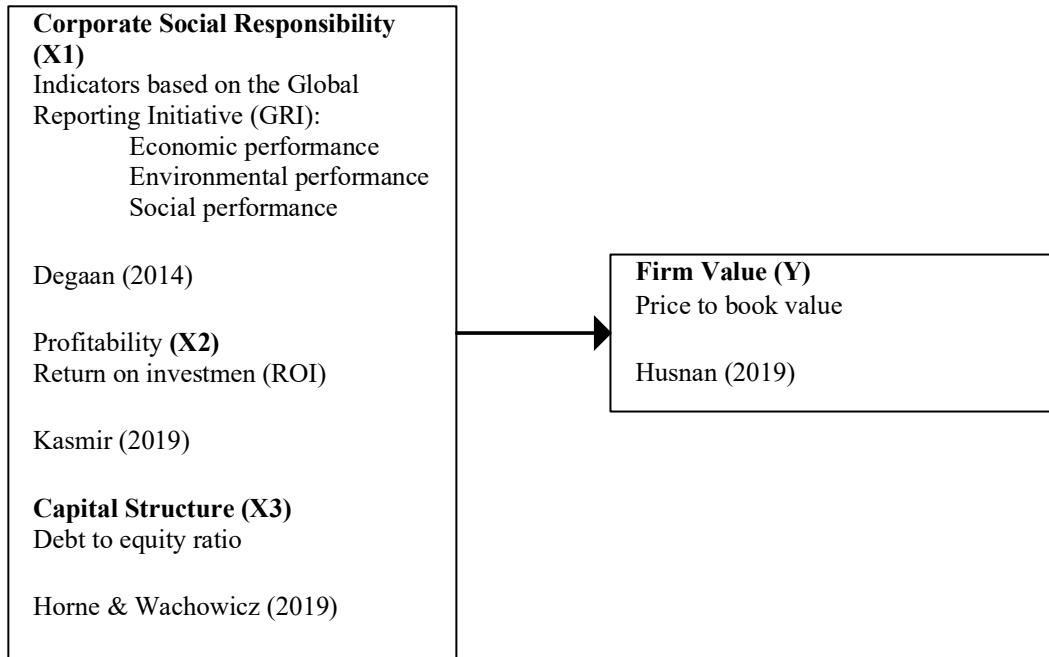 Corporate Social Responsibility
(X1)
Indicators based on the Global
Reporting Initiative (GRI):
Economic performance
Environmental performance
Social performance
Degaan (2014)
Profitability (X2)
Return on investmen (ROI)
Kasmir (2019)
Capital Structure (X3)
Debt to equity ratio
Horne & Wachowicz (2019)
Firm Value (Y)
Price to book value
Husnan (2019)